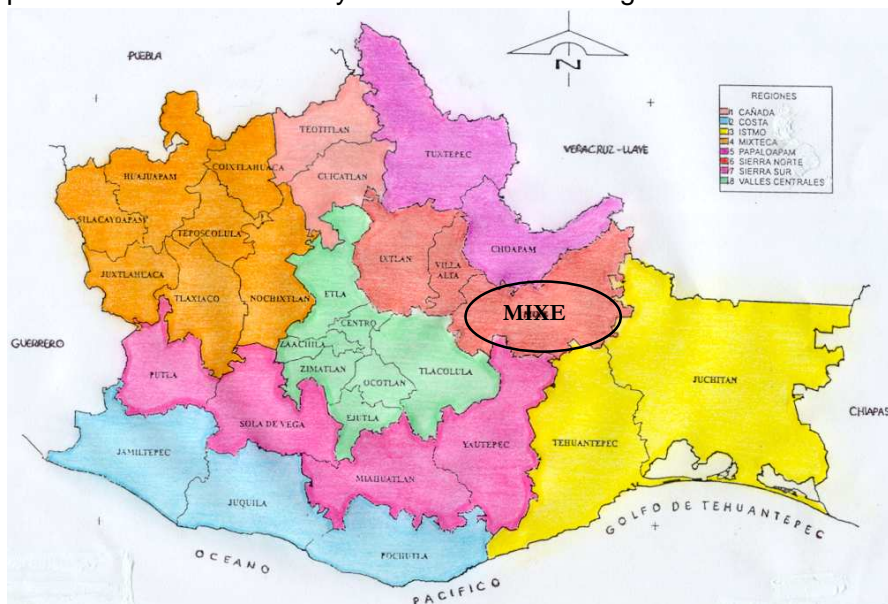 PUEBLA
N
VERACRUZ-LLAVE
REGIONES
1 CAÑADA
2 COSTA
3 ISTMO
4 MIXTECA
5 PAPALOAPAM
6 SIERRA NORTE
7 SIERRA SUR
8 VALLES CENTRALES
TEOTITLAN
TUXTEPEC
COIXTLAHUACA
HUAJUAPAM
CUICATLAN
SILACAYOAPAM
TEPOSCOLULA
CHOAPAM
IXTLAN
VILLA
ALTA
JUXTLAHUACA
TLAXIACO
NOCHIXTLAN
ETLA
MIXE
CENTRO
GUERRERO
ZAACHILA
ZIMATLAN
OCOTLAN
TLACOLULA
PUTLA
JUCHITAN
CHIAPAS
EJUTLA
SOLA DE VEGA
YAUTEPEC
TEHUANTEPEC
JAMILTEPEC
MIAHUATLAN
JUQUILA
GOLFO DE TEHUANTEPEC
POCHUTLA
OCEANO
PACIFICO